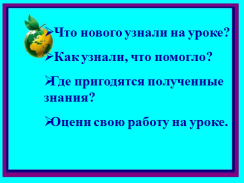 Что нового узнали на уроке?
Как узнали, что помогло?
Где пригодятся полученные
знания?
Оцени свою работу на уроке.